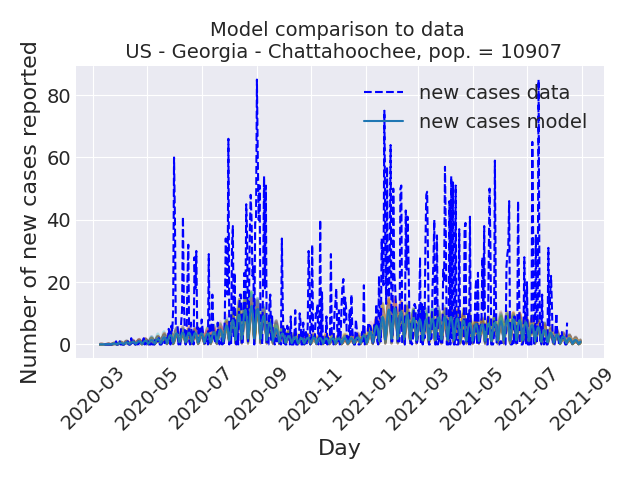 Model comparison to data
US - Georgia - Chattahoochee, pop. = 10907
Number of new cases reported
80
60
40
20
0
new cases data
new cases model
2020-03
2020-05
2020-07
2020-09
2020-11
2021-01
2021-03
2021-05
2021-07
2021-09
Day